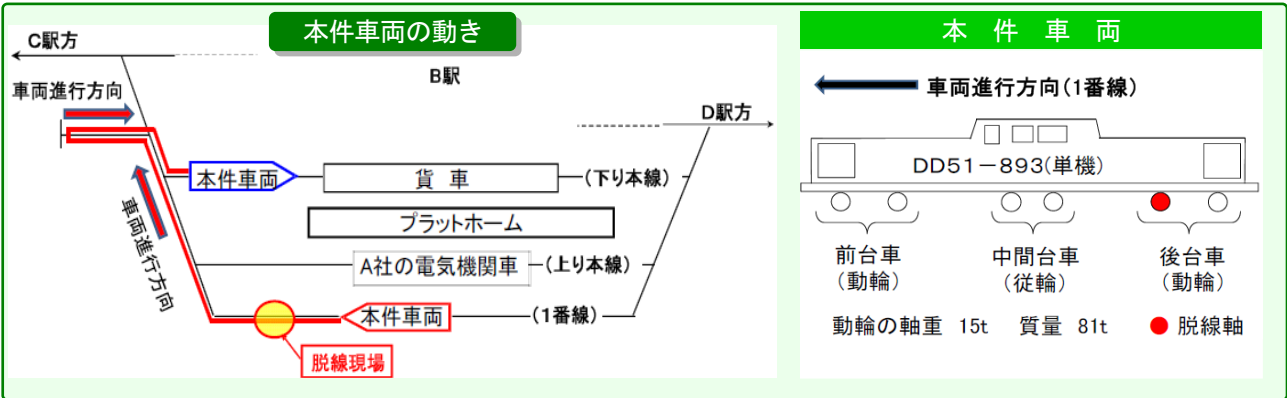 本件車両の動き
C駅方
B駅
車両進行方向
D駅方
本件車両
貨 車
(下り本線)
プラットホーム
車両進行方向
A社の電気機関車
(上り本線)
本件車両
(1番線)
脱線現場
本 件 車 両
車両進行方向(1番線)
DD51－893(単機)
前台車
(動輪)
中間台車
(従輪)
後台車
(動輪)
動輪の軸重 15t 質量 81t ● 脱線軸